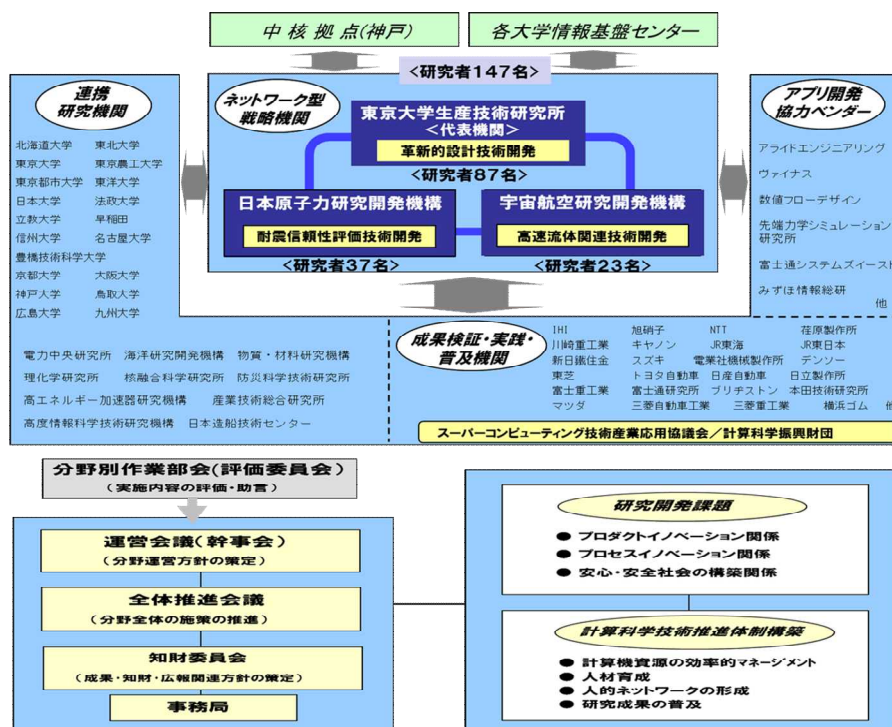 中核拠点(神戸)
各大学情報基盤センター
<研究者147名>
連携
研究機関
北海道大学 東北大学
東京大学 東京農工大学
東京都市大学 東洋大学
日本大学 法政大学
立教大学 早稲田
信州大学 名古屋大学
豊橋技術科学大学
京都大学 大阪大学
神戸大学 鳥取大学
広島大学 九州大学
電力中央研究所 海洋研究開発機構 物質・材料研究機構
理化学研究所 核融合科学研究所 防災科学技術研究所
高エネルギー加速器研究機構 産業技術総合研究所
高度情報科学技術研究機構 日本造船技術センター
ネットワーク型
戦略機関
東京大学生産技術研究所
<代表機関>
革新的設計技術開発
<研究者87名>
日本原子力研究開発機構
耐震信頼性評価技術開発
<研究者37名>
宇宙航空研究開発機構
高速流体関連技術開発
<研究者23名>
アプリ開発
協力ベンダー
アライドエンジニアリング
ヴァイナス
数値フローデザイン
先端力学シミュレーション
研究所
富士通システムズイースト
みずほ情報総研
他
成果検証・実践・
普及機関
IHI 旭硝子 NTT 荏原製作所
川崎重工業 キヤノン JR東海 JR東日本
新日鐵住金 スズキ 電業社機械製作所 デンソー
東芝 トヨタ自動車 日産自動車 日立製作所
富士重工業 富士通研究所 ブリヂストン 本田技術研究所
マツダ 三菱自動車工業 三菱重工業 横浜ゴム 他
スーパーコンピューティング技術産業応用協議会/計算科学振興財団
分野別作業部会(評価委員会)
(実施内容の評価・助言)
運営会議(幹事会)
(分野運営方針の策定)
全体推進会議
(分野全体の施策の推進)
知財委員会
(成果・知財・広報関連方針の策定)
事務局
研究開発課題
● プロダクトイノベーション関係
● プロセスイノベーション関係
● 安心・安全社会の構築関係
計算科学技術推進体制構築
● 計算機資源の効率的マネージメント
● 人材育成
● 人的ネットワークの形成
● 研究成果の普及